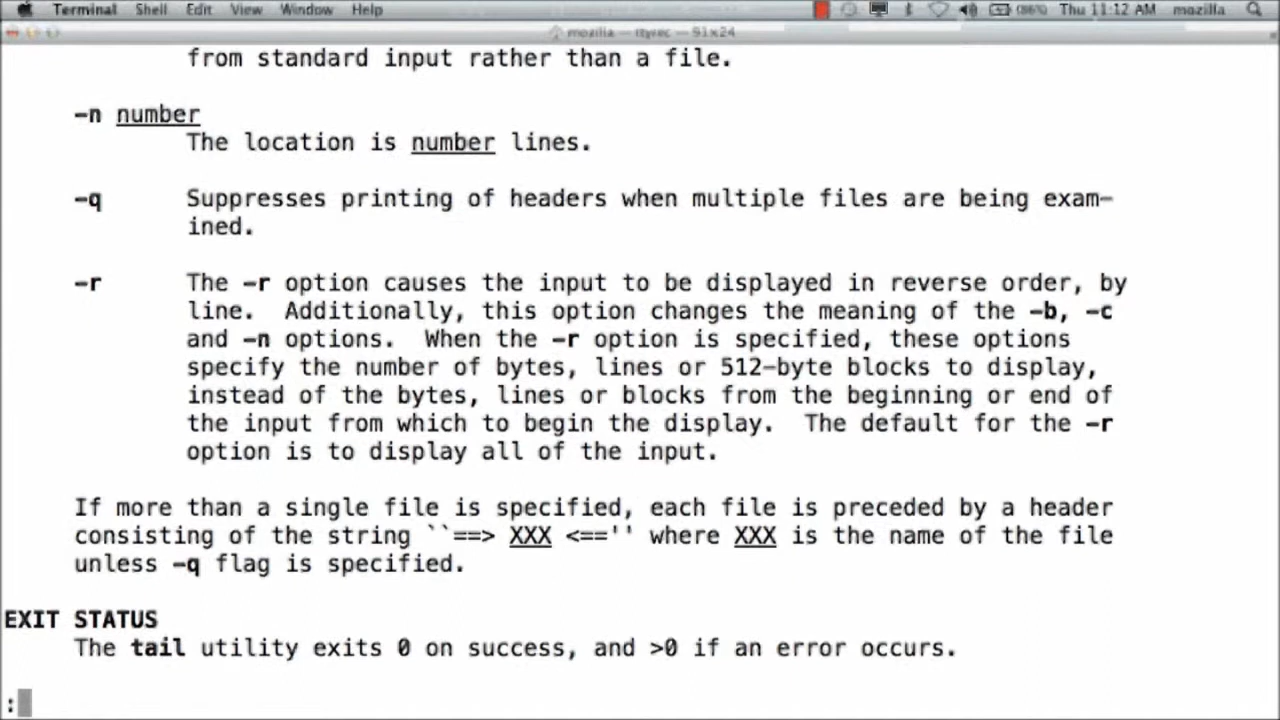 Terminal Shell Edit View Window Help (86%) Thu 11:12 AM mozilla
mozilla — ttyrec — 91×24
from standard input rather than a file.
-n number
The location is number lines.
-q Suppresses printing of headers when multiple files are being exam-
ined.
-r The -r option causes the input to be displayed in reverse order, by
line. Additionally, this option changes the meaning of the -b, -c
and -n options. When the -r option is specified, these options
specify the number of bytes, lines or 512-byte blocks to display,
instead of the bytes, lines or blocks from the beginning or end of
the input from which to begin the display. The default for the -r
option is to display all of the input.
If more than a single file is specified, each file is preceded by a header
consisting of the string ``==> XXX <=='' where XXX is the name of the file
unless -q flag is specified.
EXIT STATUS
The tail utility exits 0 on success, and >0 if an error occurs.
: